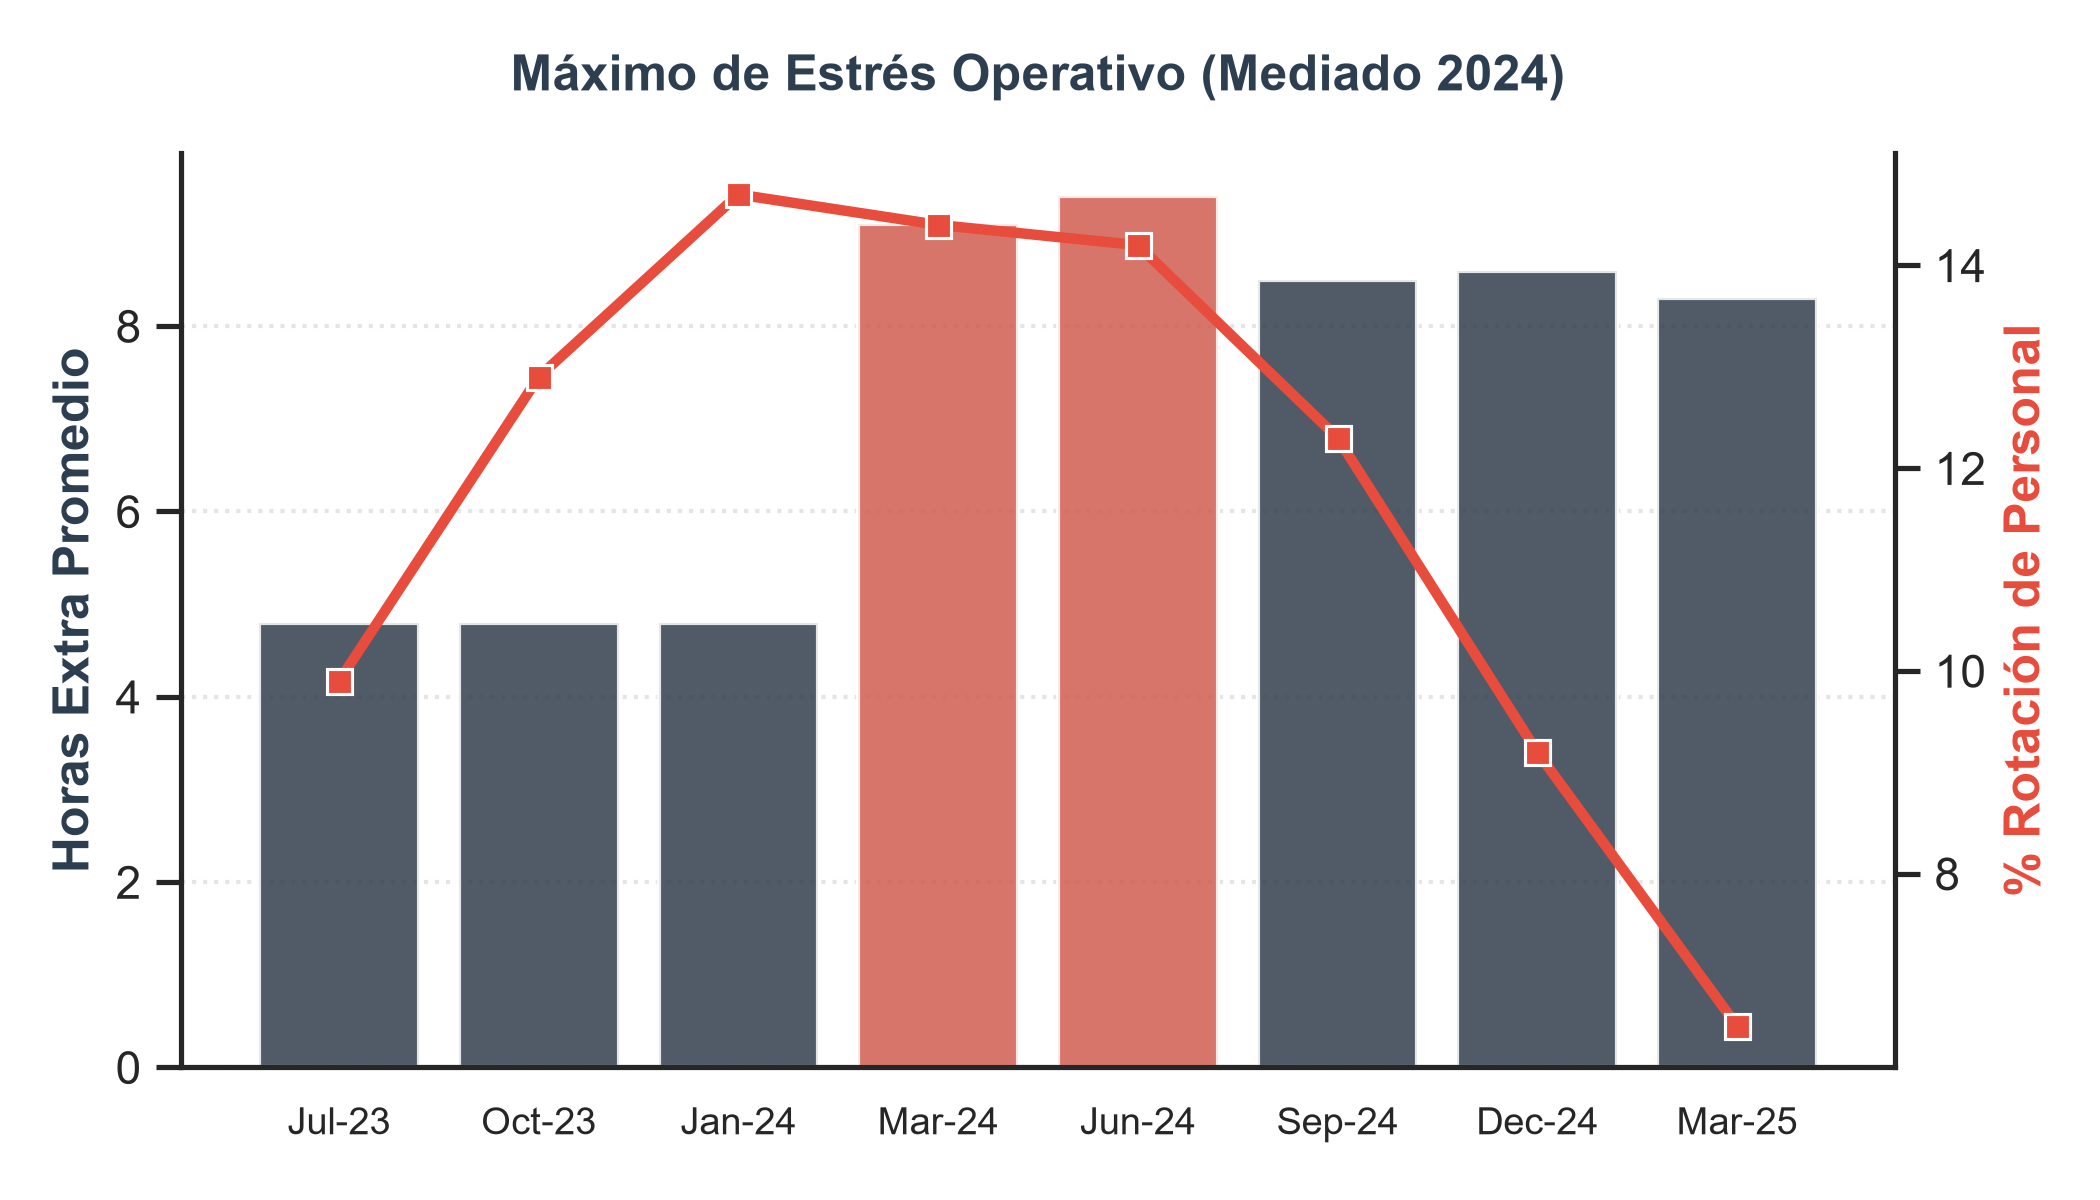 Máximo de Estrés Operativo (Mediado 2024)
Horas Extra Promedio
8
6
4
2
0
14
12
10
8
% Rotación de Personal
Jul-23 Oct-23 Jan-24 Mar-24 Jun-24 Sep-24 Dec-24 Mar-25